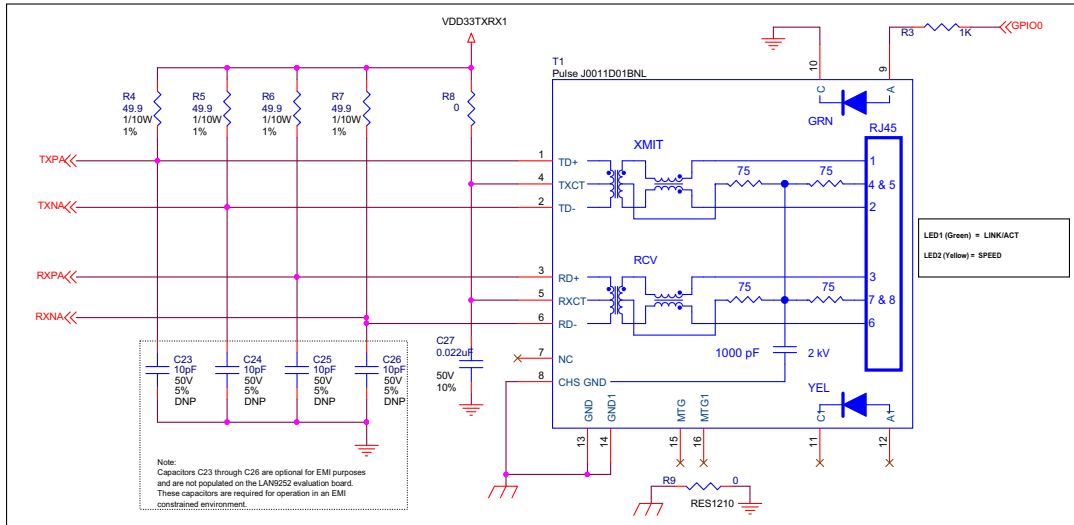 VDD33TXRX1
R3
1K
GPIO0
T1
Pulse J0011D01BNL
10
9
C
A
GRN
RJ45
R4
49.9
1/10W
1%
R5
49.9
1/10W
1%
R6
49.9
1/10W
1%
R7
49.9
1/10W
1%
R8
0
TXPA
TXNA
RXPA
RXNA
1
TD+
4
TXCT
2
TD-
XMIT
75
75
1
4 & 5
2
3
RD+
5
RXCT
6
RD-
RCV
75
75
3
7 & 8
6
LED1 (Green) = LINK/ACT
LED2 (Yellow) = SPEED
C23
10pF
50V
5%
DNP
C24
10pF
50V
5%
DNP
C25
10pF
50V
5%
DNP
C26
10pF
50V
5%
DNP
C27
0.022uF
50V
10%
7
NC
8
CHS GND
1000 pF
2 kV
YEL
GND
GND1
MTG
MTG1
C1
A1
13
14
15
16
11
12
R9
0
RES1210
Note:
Capacitors C23 through C26 are optional for EMI purposes
and are not populated on the LAN9252 evaluation board.
These capacitors are required for operation in an EMI
constrained environment.